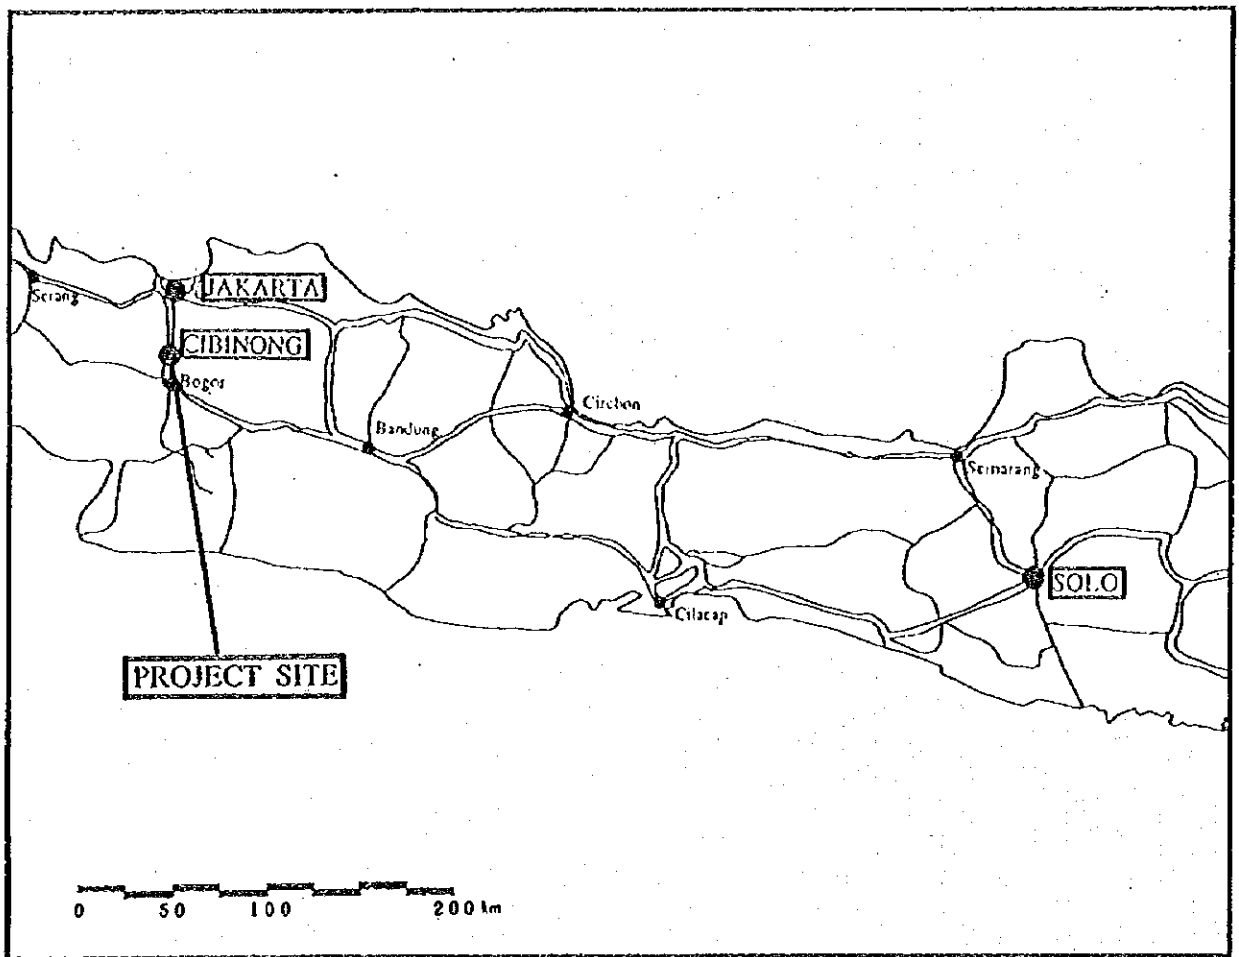 JAKARTA
Serang
CIBINONG
Bogor
Cirebon
Bandung
Semarang
SOLO
Cilacap
PROJECT SITE
0 50 100 200 km